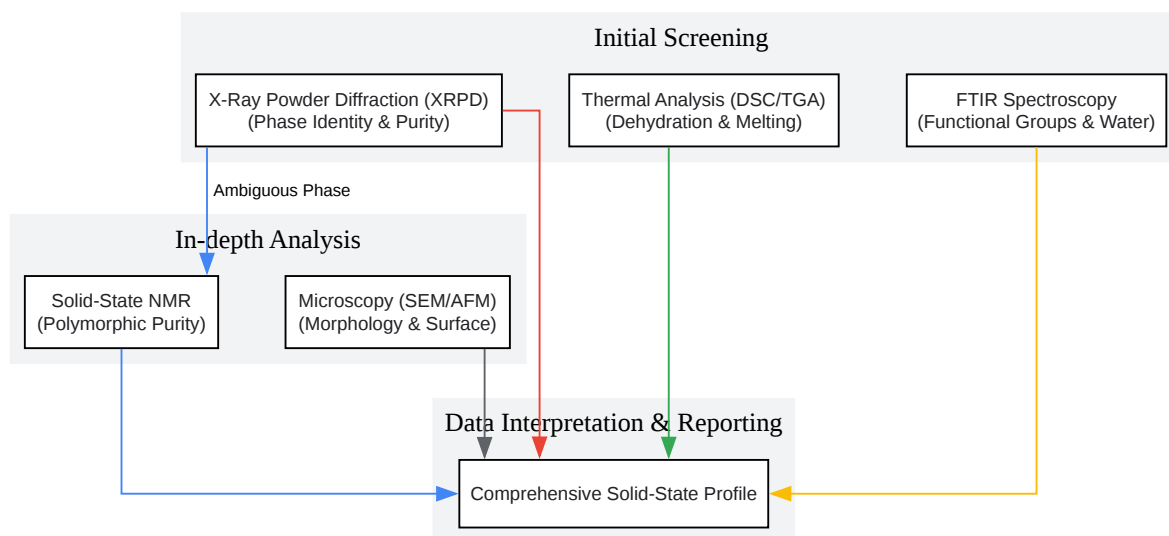 Initial Screening
X-Ray Powder Diffraction (XRPD)
(Phase Identity & Purity)
Thermal Analysis (DSC/TGA)
(Dehydration & Melting)
FTIR Spectroscopy
(Functional Groups & Water)
Ambiguous Phase
In-depth Analysis
Solid-State NMR
(Polymorphic Purity)
Microscopy (SEM/AFM)
(Morphology & Surface)
Data Interpretation & Reporting
Comprehensive Solid-State Profile